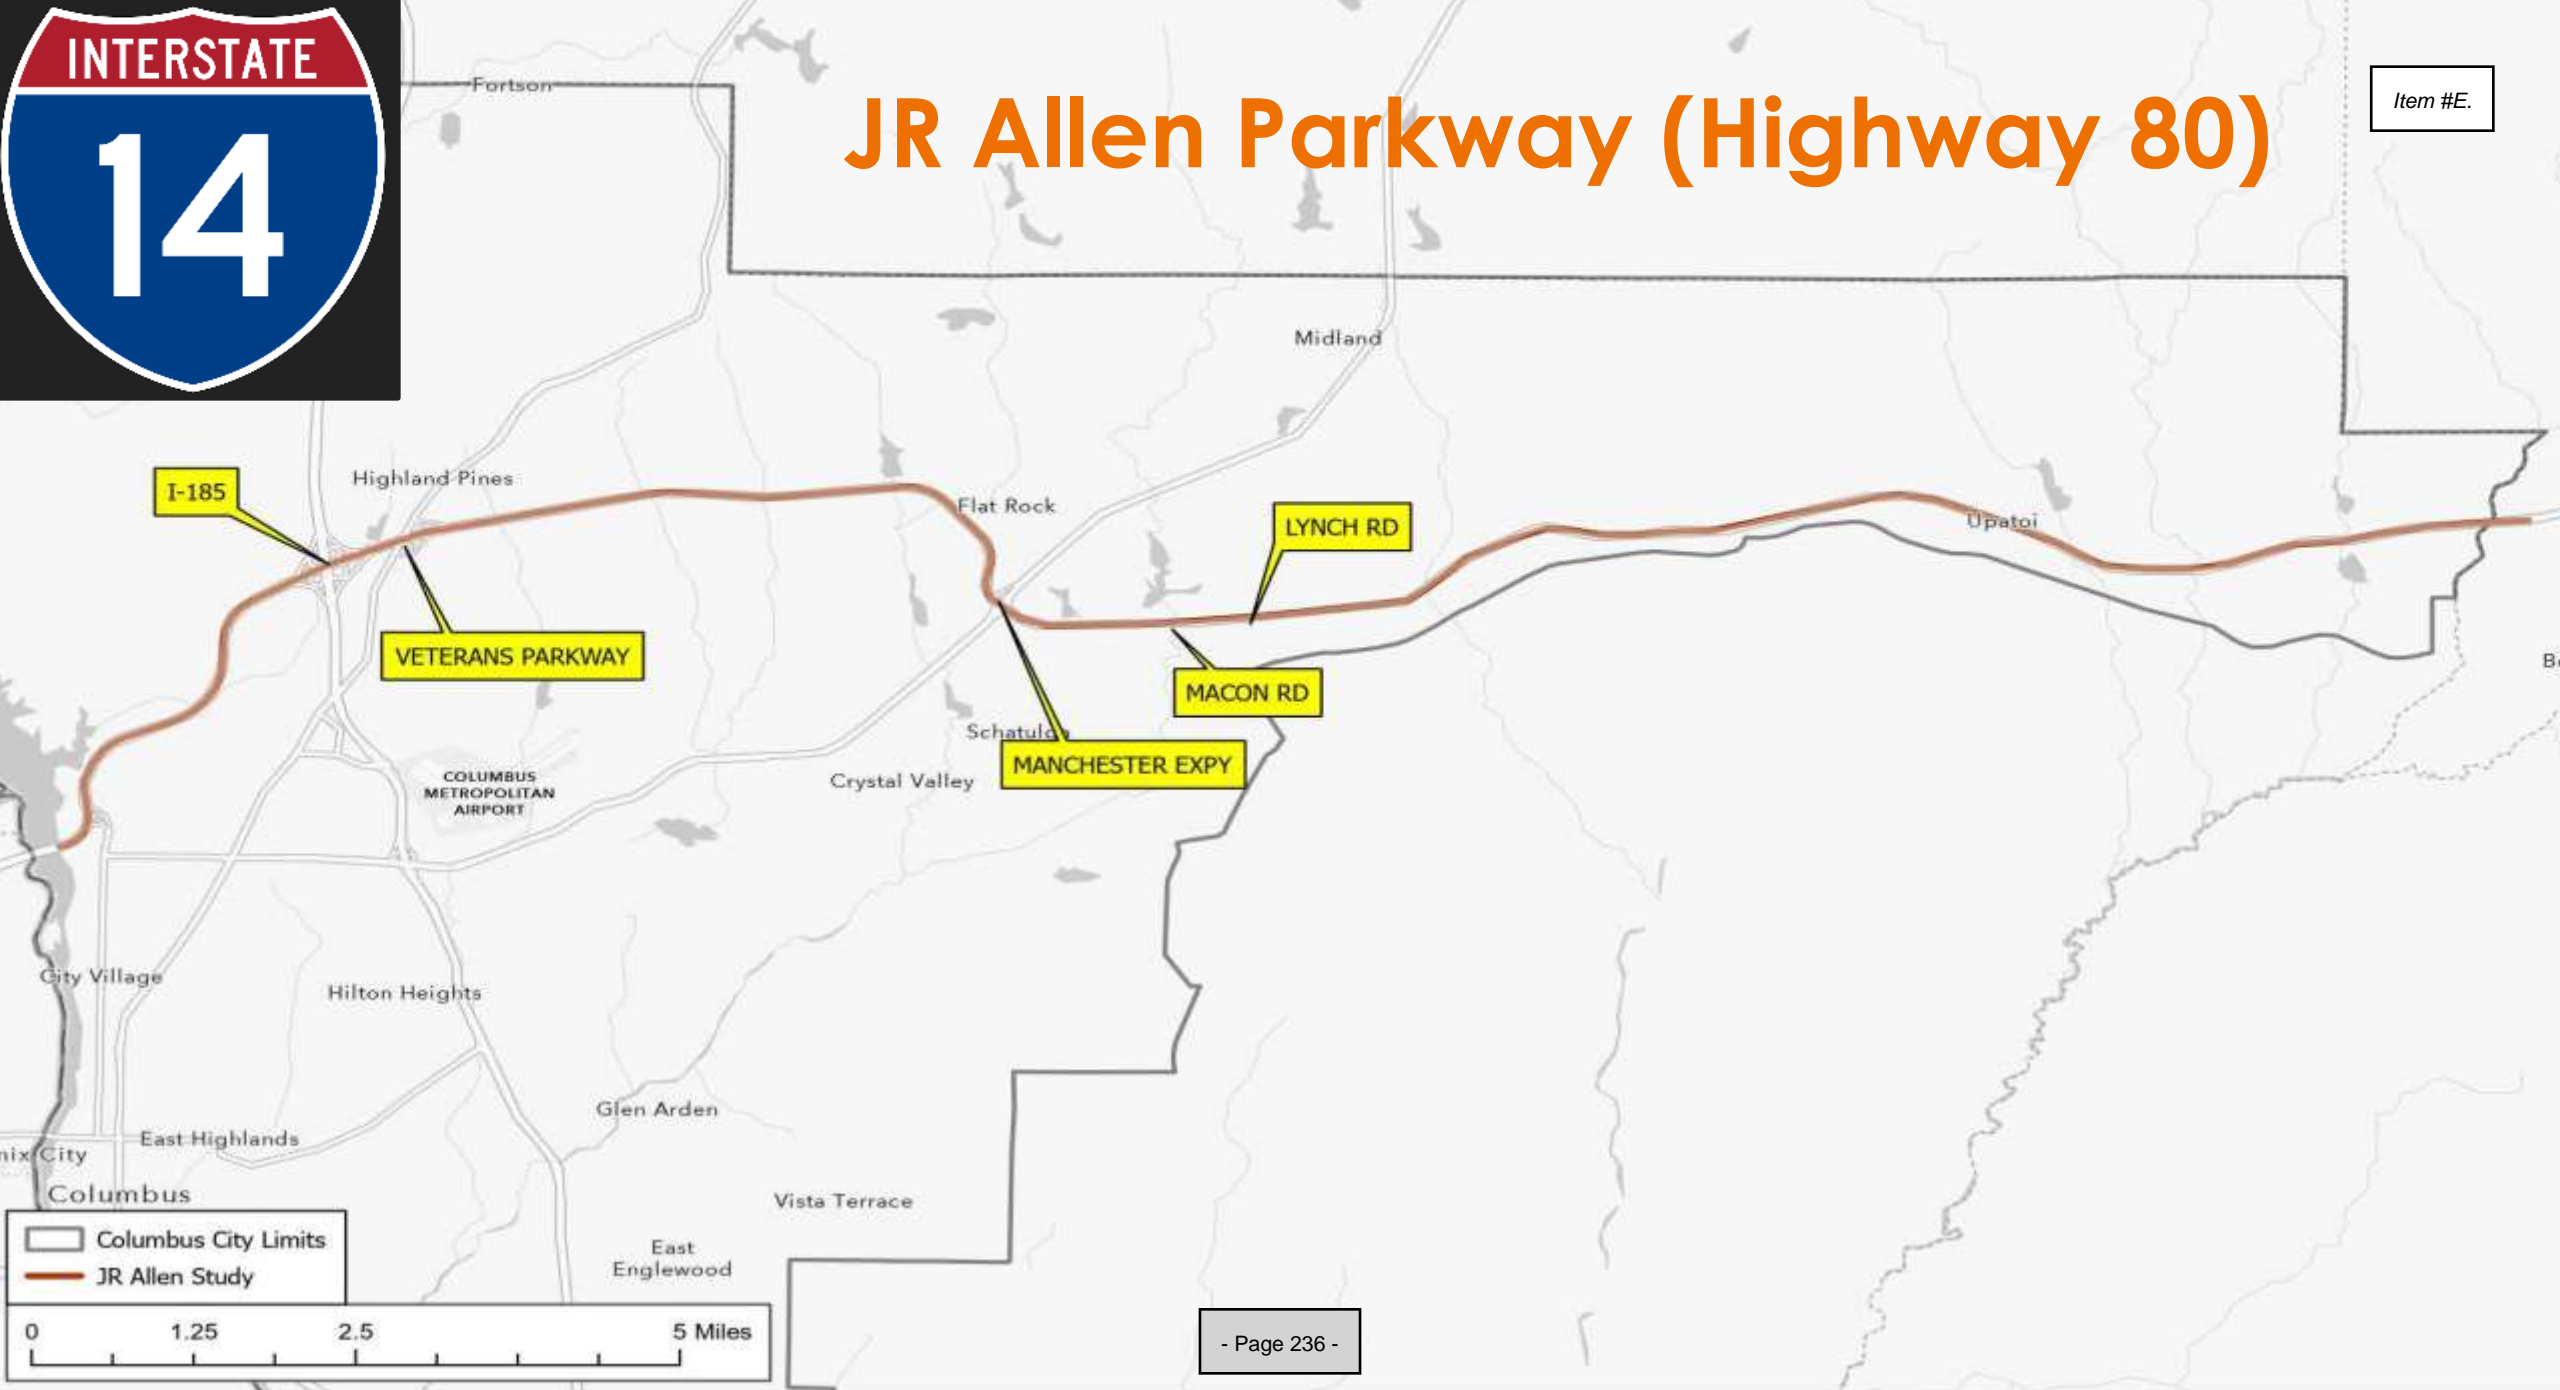 INTERSTATE
14
JR Allen Parkway (Highway 80)
Item #E.
Fortson
Midland
I-185
Highland Pines
Flat Rock
LYNCH RD
Upatoi
VETERANS PARKWAY
MACON RD
MANCHESTER EXPY
COLUMBUS
METROPOLITAN
AIRPORT
Crystal Valley
City Village
Hilton Heights
Glen Arden
East Highlands
City
Columbus
Vista Terrace
East
Englewood
Columbus City Limits
JR Allen Study
0 1.25 2.5 5 Miles
- Page 236 -